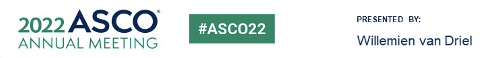 2022 ASCO®
ANNUAL MEETING
#ASCO22
PRESENTED BY:
Willemien van Driel